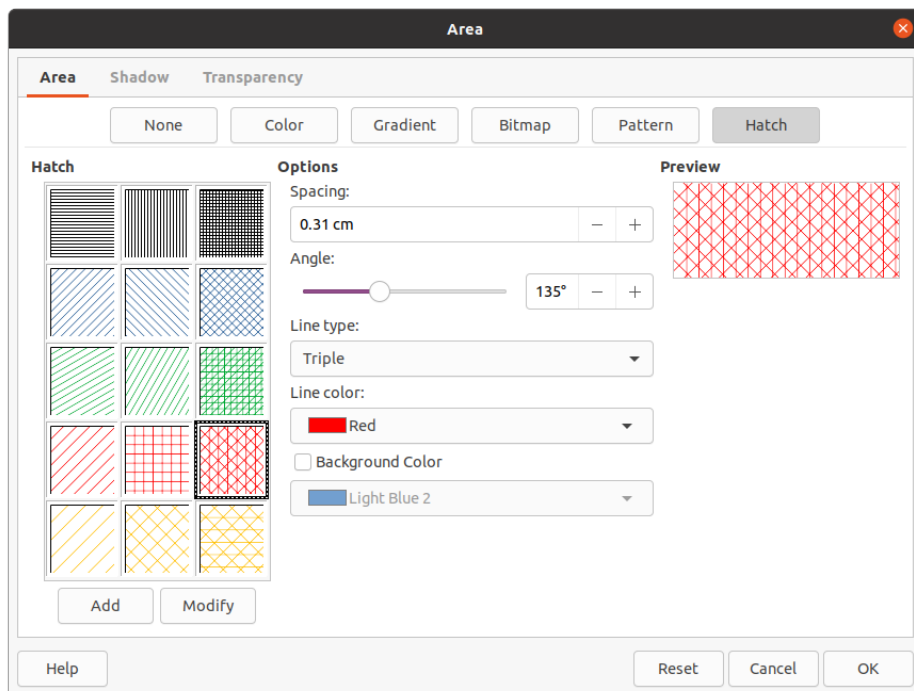 Area
Area Shadow Transparency
None Color Gradient Bitmap Pattern Hatch
Hatch
Options
Spacing:
0.31 cm
Angle:
135°
Line type:
Triple
Line color:
Red
Background Color
Light Blue 2
Preview
Add Modify
Help Reset Cancel OK